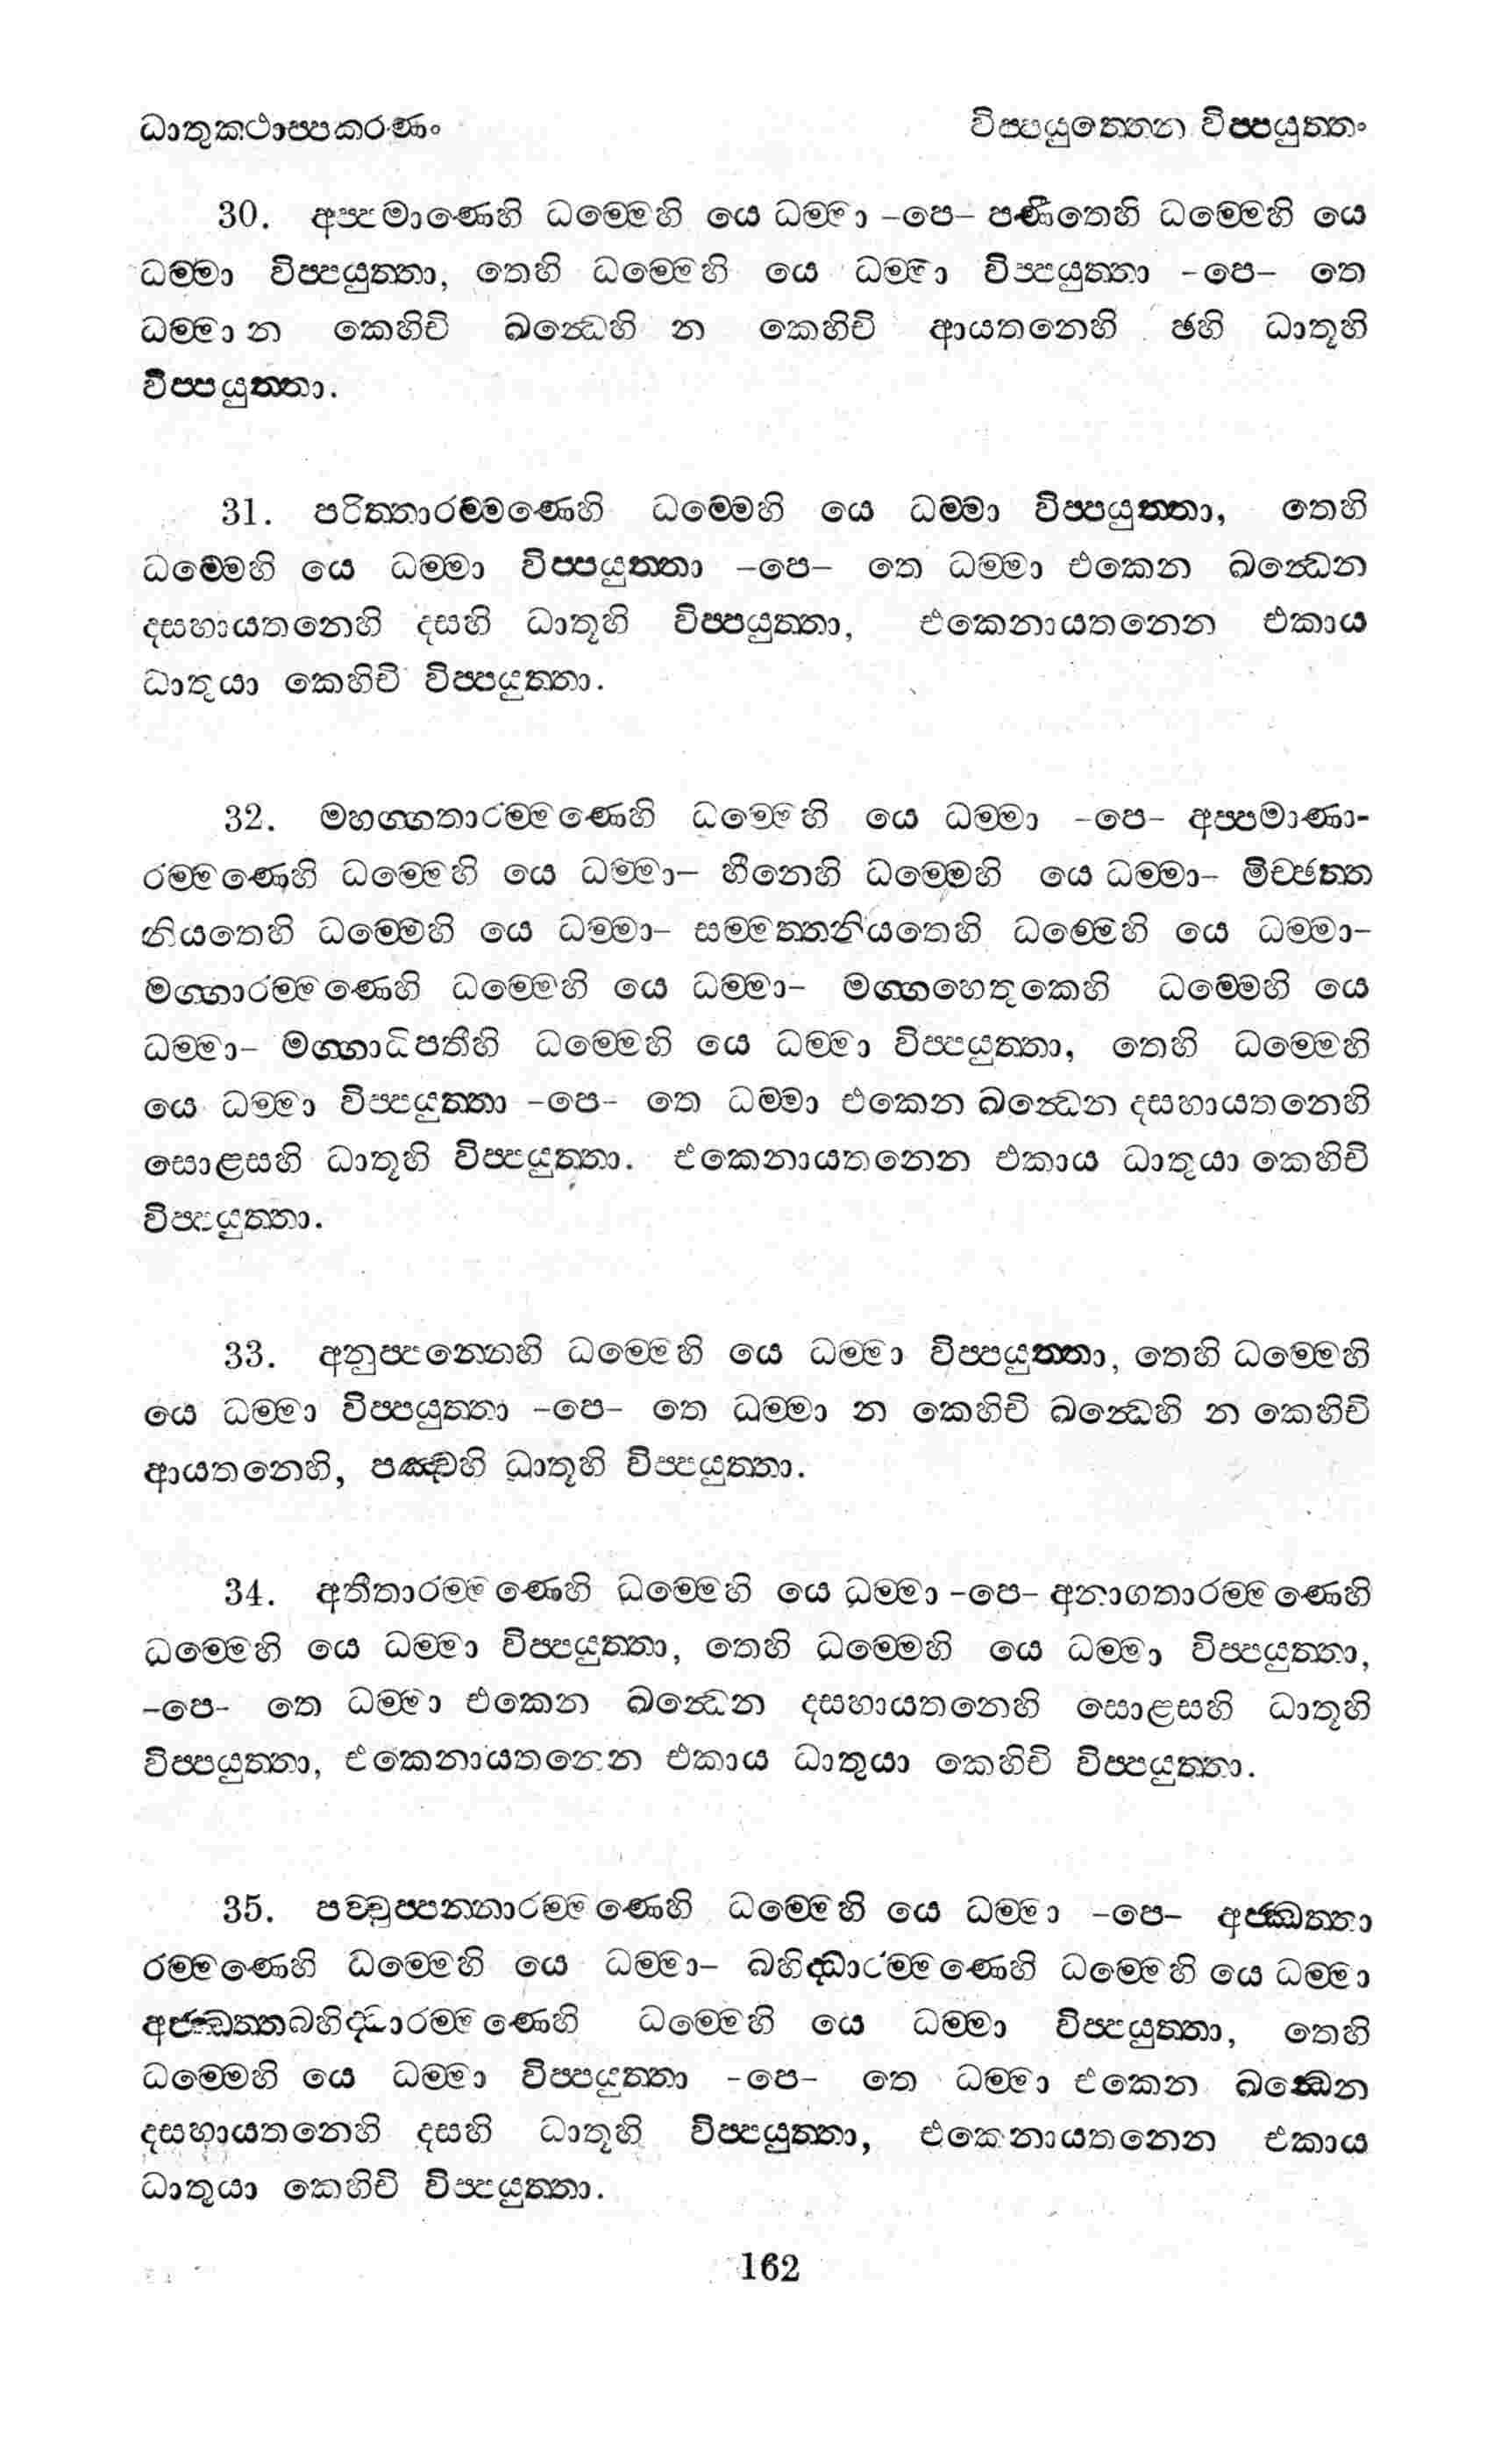 ධාතුකථාප්පකරණං විප්පයුත්තෙන විප්පයුත්තං
30. අප්පමාණෙහි ධම්මෙහි යෙ ධම්මා -පෙ- පණීතෙහි ධම්මෙහි යෙ
ධම්මා විප්පයුත්තා, තෙහි ධම්මෙහි යෙ ධම්මා විප්පයුත්තා -පෙ- තෙ
ධම්මා න කෙහිචි ඛන්ධෙහි න කෙහිචි ආයතනෙහි ඡහි ධාතූහි
විප්පයුත්තා.
31. පරිත්තාරම්මණෙහි ධම්මෙහි යෙ ධම්මා විප්පයුත්තා, තෙහි
ධම්මෙහි යෙ ධම්මා විප්පයුත්තා -පෙ- තෙ ධම්මා එකෙන ඛන්ධෙන
දසහායතනෙහි දසහි ධාතූහි විප්පයුත්තා, එකෙනායතනෙන එකාය
ධාතුයා කෙහිචි විප්පයුත්තා.
32. මහග්ගතාරම්මණෙහි ධම්මෙහි යෙ ධම්මා -පෙ- අප්පමාණා-
රම්මණෙහි ධම්මෙහි යෙ ධම්මා- හීනෙහි ධම්මෙහි යෙ ධම්මා- මිච්ඡත්ත
නියතෙහි ධම්මෙහි යෙ ධම්මා- සම්මත්තනියතෙහි ධම්මෙහි යෙ ධම්මා-
මග්ගාරම්මණෙහි ධම්මෙහි යෙ ධම්මා- මග්ගහෙතුකෙහි ධම්මෙහි යෙ
ධම්මා- මග්ගාධිපතීහි ධම්මෙහි යෙ ධම්මා විප්පයුත්තා, තෙහි ධම්මෙහි
යෙ ධම්මා විප්පයුත්තා -පෙ- තෙ ධම්මා එකෙන ඛන්ධෙන දසහායතනෙහි
සොළසහි ධාතූහි විප්පයුත්තා. එකෙනායතනෙන එකාය ධාතුයා කෙහිචි
විප්පයුත්තා.
33. අනුප්පන්නෙහි ධම්මෙහි යෙ ධම්මා විප්පයුත්තා, තෙහි ධම්මෙහි
යෙ ධම්මා විප්පයුත්තා -පෙ- තෙ ධම්මා න කෙහිචි ඛන්ධෙහි න කෙහිචි
ආයතනෙහි, පඤ්චහි ධාතූහි විප්පයුත්තා.
34. අතීතාරම්මණෙහි ධම්මෙහි යෙ ධම්මා -පෙ- අනාගතාරම්මණෙහි
ධම්මෙහි යෙ ධම්මා විප්පයුත්තා, තෙහි ධම්මෙහි යෙ ධම්මා විප්පයුත්තා,
-පෙ- තෙ ධම්මා එකෙන ඛන්ධෙන දසහායතනෙහි සොළසහි ධාතූහි
විප්පයුත්තා, එකෙනායතනෙන එකාය ධාතුයා කෙහිචි විප්පයුත්තා.
35. පච්චුප්පන්නාරම්මණෙහි ධම්මෙහි යෙ ධම්මා -පෙ- අජ්ඣත්තා
රම්මණෙහි ධම්මෙහි යෙ ධම්මා- බහිද්ධාරම්මණෙහි ධම්මෙහි යෙ ධම්මා
අජ්ඣත්තබහිද්ධාරම්මණෙහි ධම්මෙහි යෙ ධම්මා විප්පයුත්තා, තෙහි
ධම්මෙහි යෙ ධම්මා විප්පයුත්තා -පෙ- තෙ ධම්මා එකෙන ඛන්ධෙන
දසහායතනෙහි දසහි ධාතූහි විප්පයුත්තා, එකෙනායතනෙන එකාය
ධාතුයා කෙහිචි විප්පයුත්තා.
162